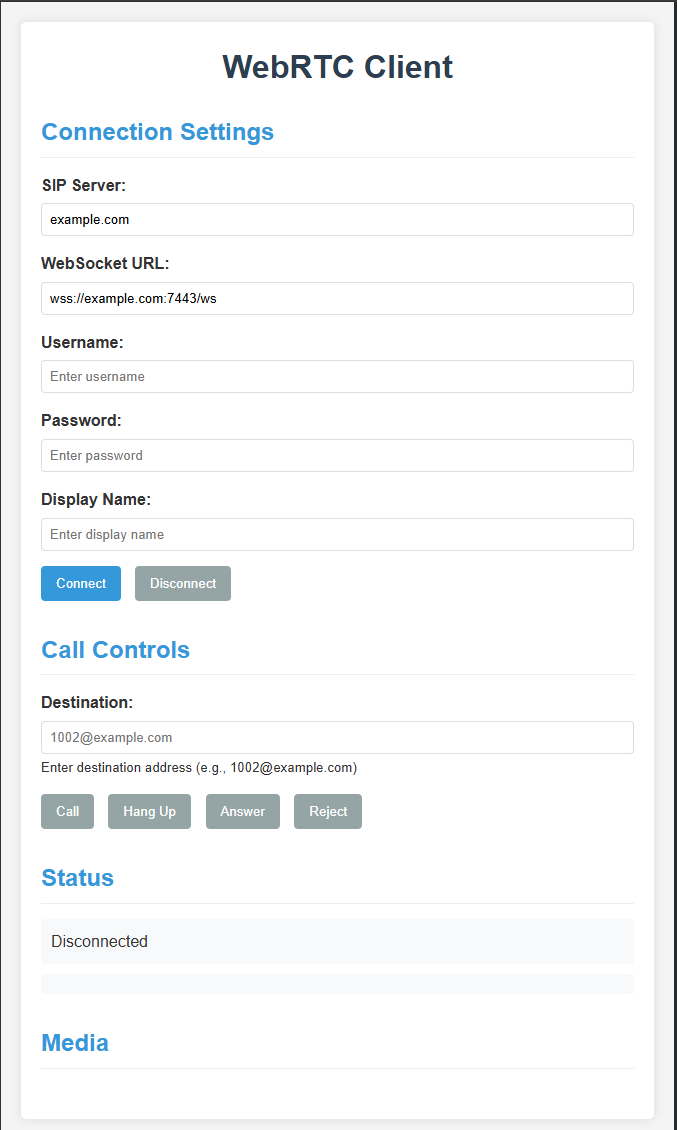 WebRTC Client
Connection Settings
SIP Server:
example.com
WebSocket URL:
wss://example.com:7443/ws
Username:
Enter username
Password:
Enter password
Display Name:
Enter display name
Connect Disconnect
Call Controls
Destination:
1002@example.com
Enter destination address (e.g., 1002@example.com)
Call Hang Up Answer Reject
Status
Disconnected
Media